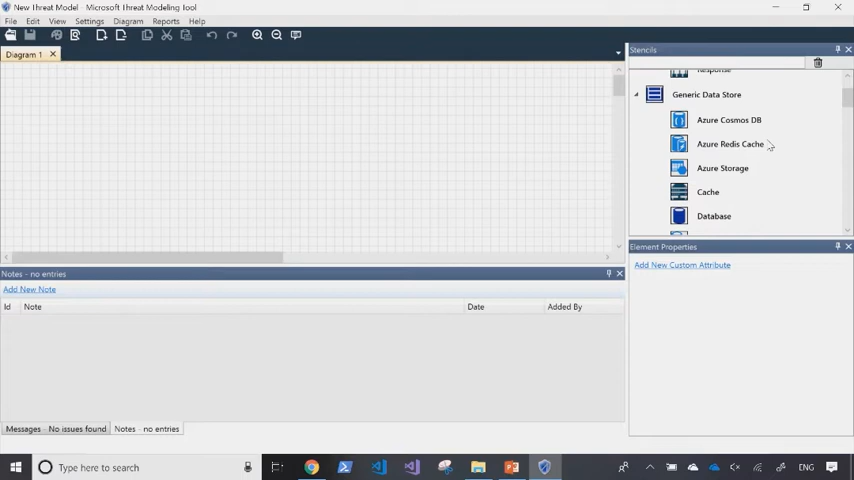 New Threat Model - Microsoft Threat Modeling Tool
File Edit View Settings Diagram Reports Help
Diagram 1
Stencils
Response
Generic Data Store
Azure Cosmos DB
Azure Redis Cache
Azure Storage
Cache
Database
Element Properties
Add New Custom Attribute
Notes - no entries
Add New Note
Id Note Date Added By
Messages - No issues found Notes - no entries
Type here to search
ENG